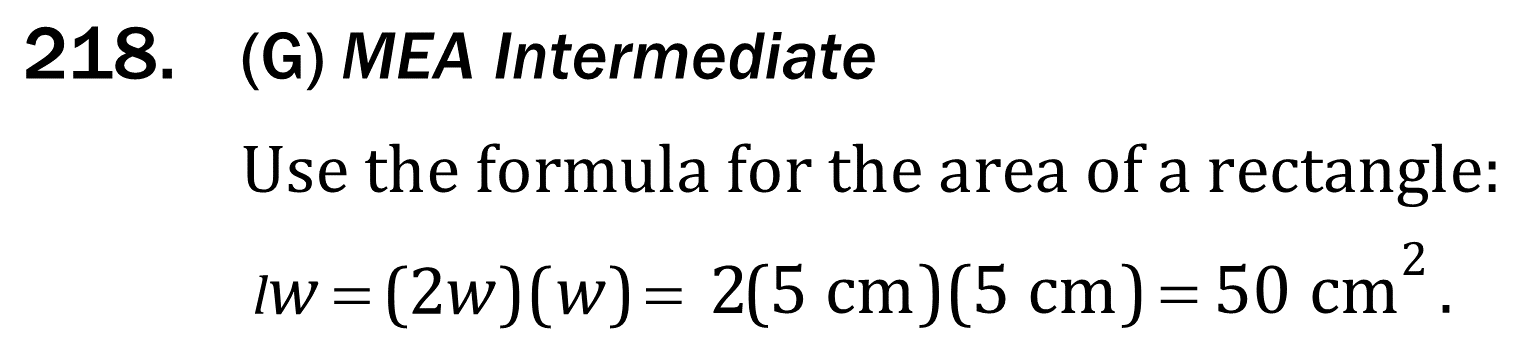 218. (G) MEA Intermediate
Use the formula for the area of a rectangle:
lw = (2w)(w) = 2(5 cm)(5 cm) = 50 cm².